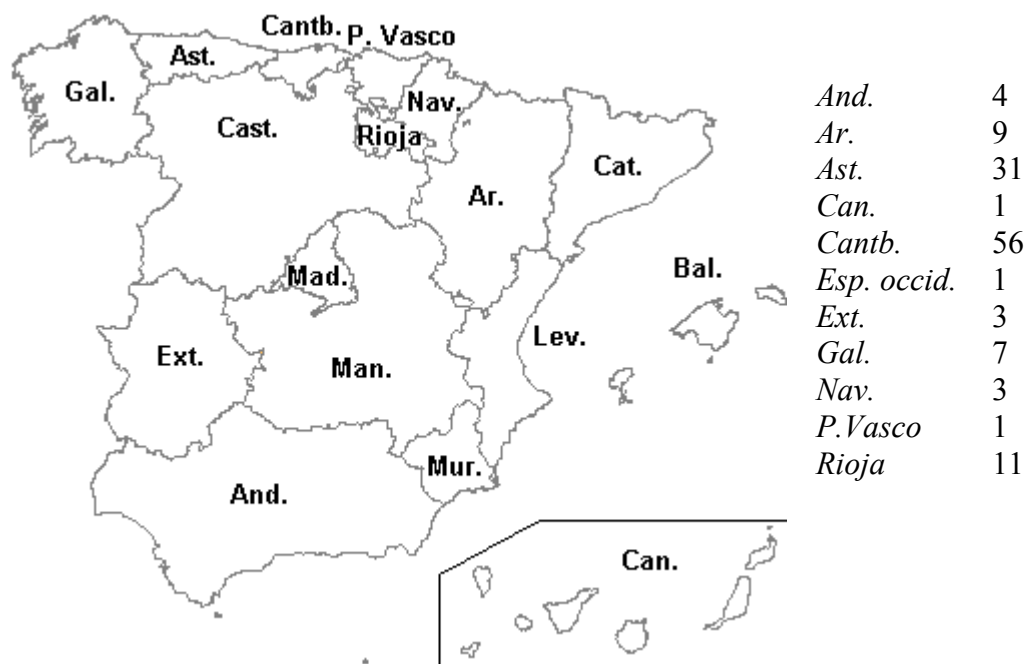 Cantb. P. Vasco
Ast.
Gal.
Nav.
Cast.
Rioja
Cat.
Ar.
Bal.
Mad.
Lev.
Ext.
Man.
Mur.
And.
Can.
And. 4
Ar. 9
Ast. 31
Can. 1
Cantb. 56
Esp. occid. 1
Ext. 3
Gal. 7
Nav. 3
P.Vasco 1
Rioja 11